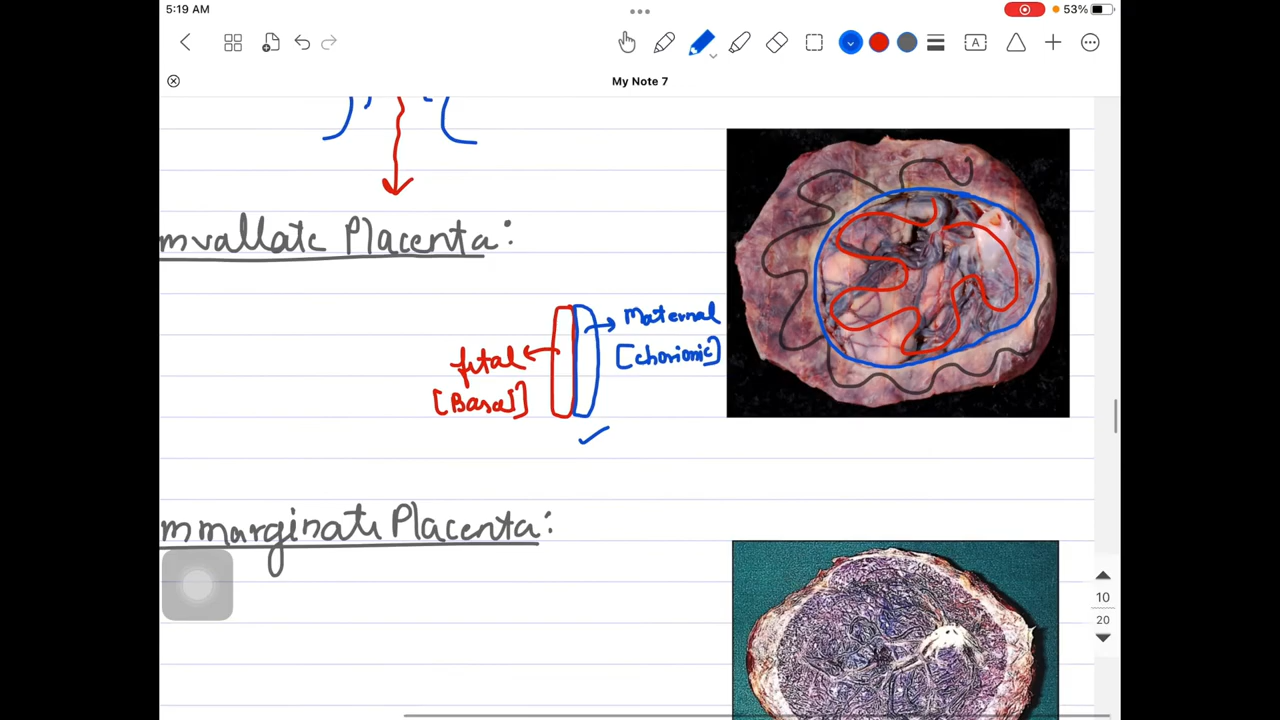 5:19 AM
53%
A
My Note 7
mvallate Placenta:
Maternal
[chorionic]
fetal
[Basal]
mmarginate Placenta:
10
20